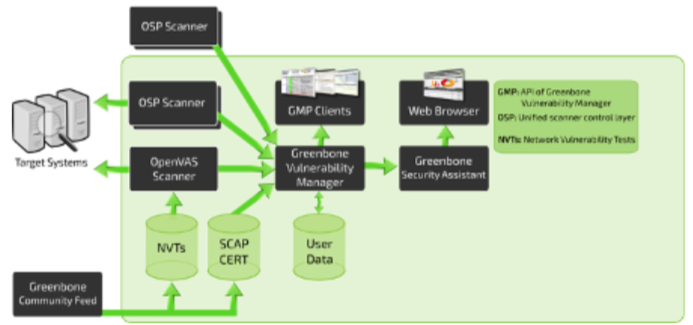 OSP Scanner
OSP Scanner
GMP Clients
Web Browser
GMP: API of Greenbone
Vulnerability Manager
OSP: Unified scanner control layer
NVTs: Network Vulnerability Tests
Target Systems
OpenVAS
Scanner
Greenbone
Vulnerability
Manager
Greenbone
Security Assistant
NVTs
SCAP
CERT
User
Data
Greenbone
Community Feed